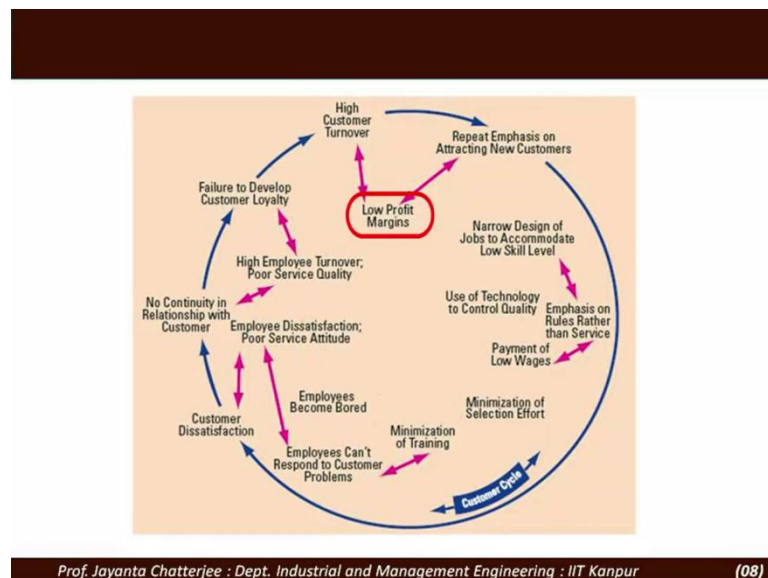 High
Customer
Turnover
Repeat Emphasis on
Attracting New Customers
Failure to Develop
Customer Loyalty
Low Profit
Margins
Narrow Design of
Jobs to Accommodate
Low Skill Level
High Employee Turnover;
Poor Service Quality
No Continuity in
Relationship with
Customer
Use of Technology
to Control Quality
Emphasis on
Rules Rather
than Service
Employee Dissatisfaction;
Poor Service Attitude
Payment of
Low Wages
Employees
Become Bored
Minimization of
Selection Effort
Customer
Dissatisfaction
Minimization
of Training
Employees Can't
Respond to Customer
Problems
Customer Cycle
Prof. Jayanta Chatterjee : Dept. Industrial and Management Engineering : IIT Kanpur (08)